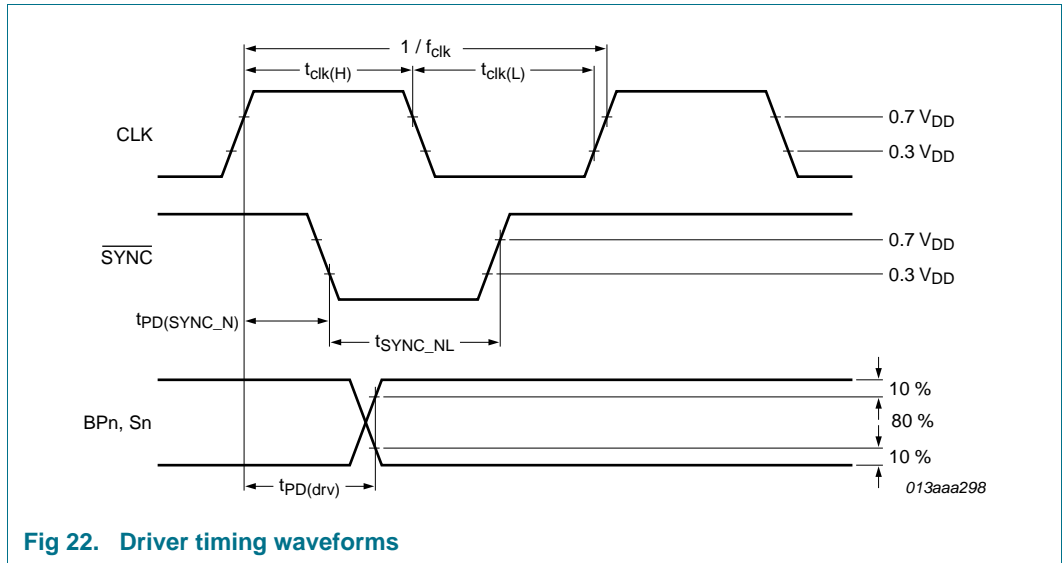 1 / fclk
tclk(H)
tclk(L)
CLK
0.7 VDD
0.3 VDD
SYNC
0.7 VDD
0.3 VDD
tPD(SYNC_N)
tSYNC_NL
BPn, Sn
10 %
80 %
10 %
tPD(drv)
013aaa298
Fig 22. Driver timing waveforms